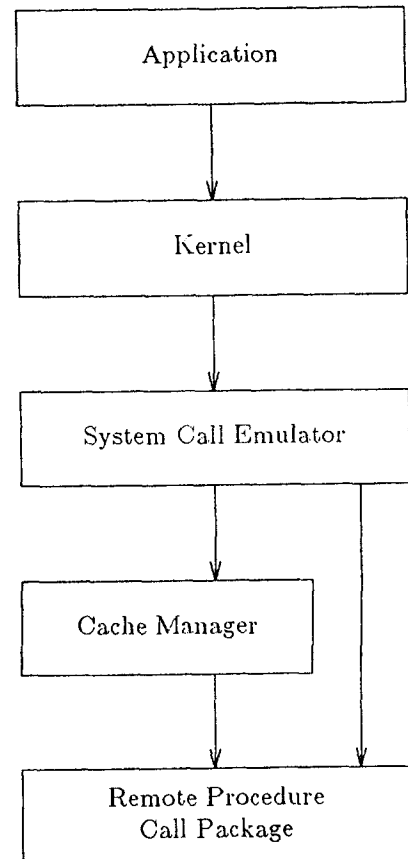 Application
Kernel
System Call Emulator
Cache Manager
Remote Procedure
Call Package